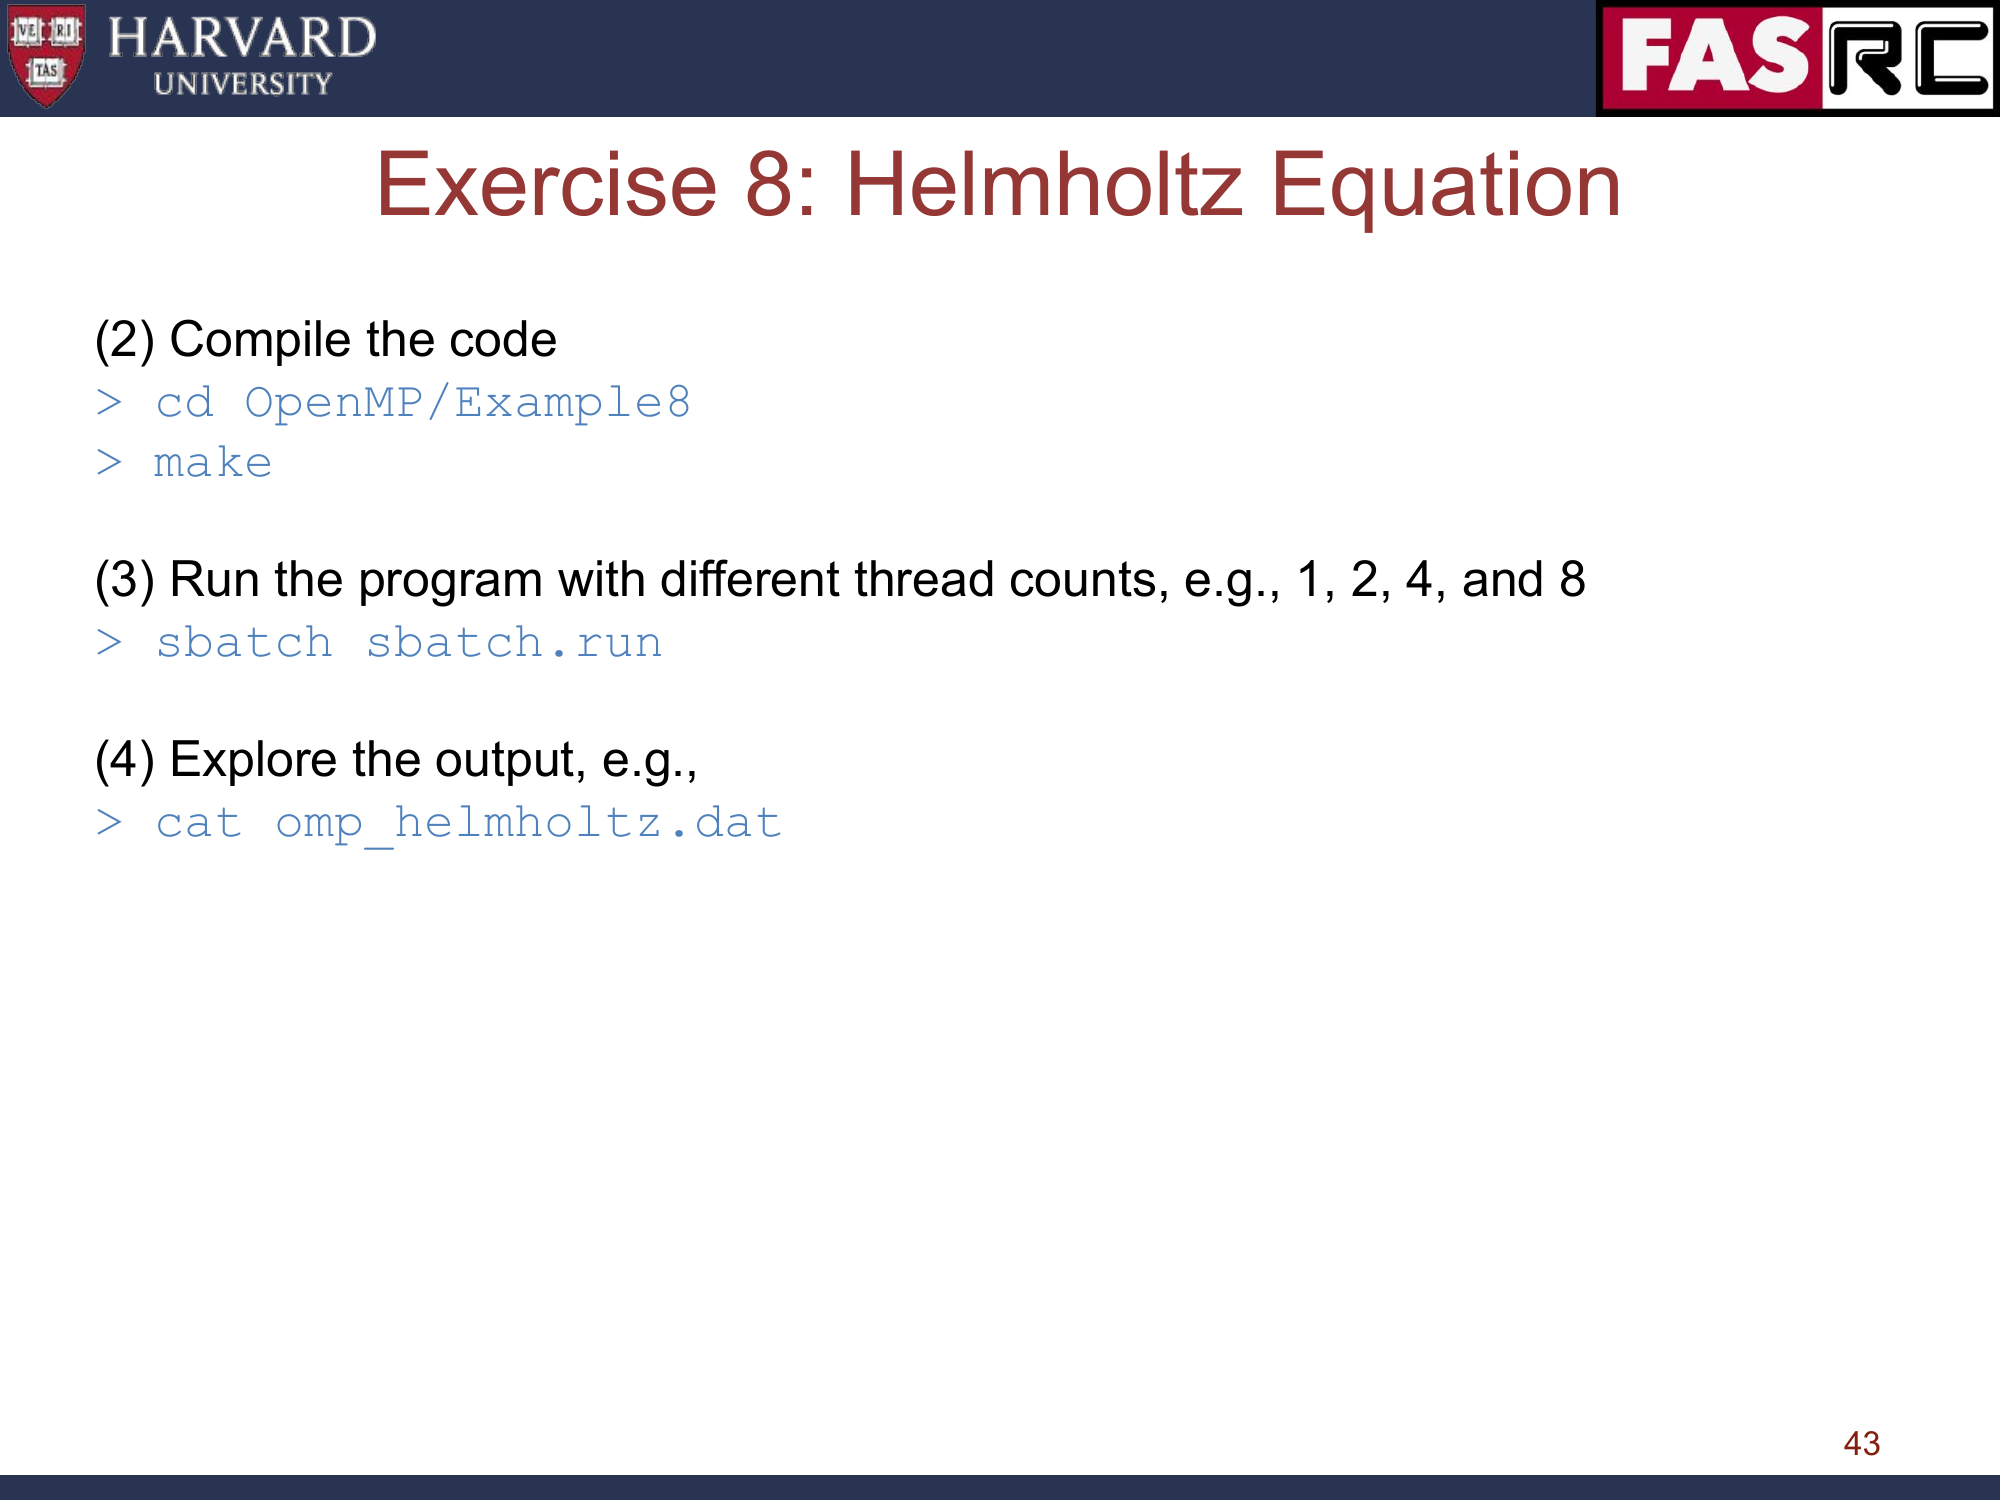 VE RI
TAS
HARVARD
UNIVERSITY
FAS RC
Exercise 8: Helmholtz Equation
(2) Compile the code
> cd OpenMP/Example8
> make
(3) Run the program with different thread counts, e.g., 1, 2, 4, and 8
> sbatch sbatch.run
(4) Explore the output, e.g.,
> cat omp_helmholtz.dat
43